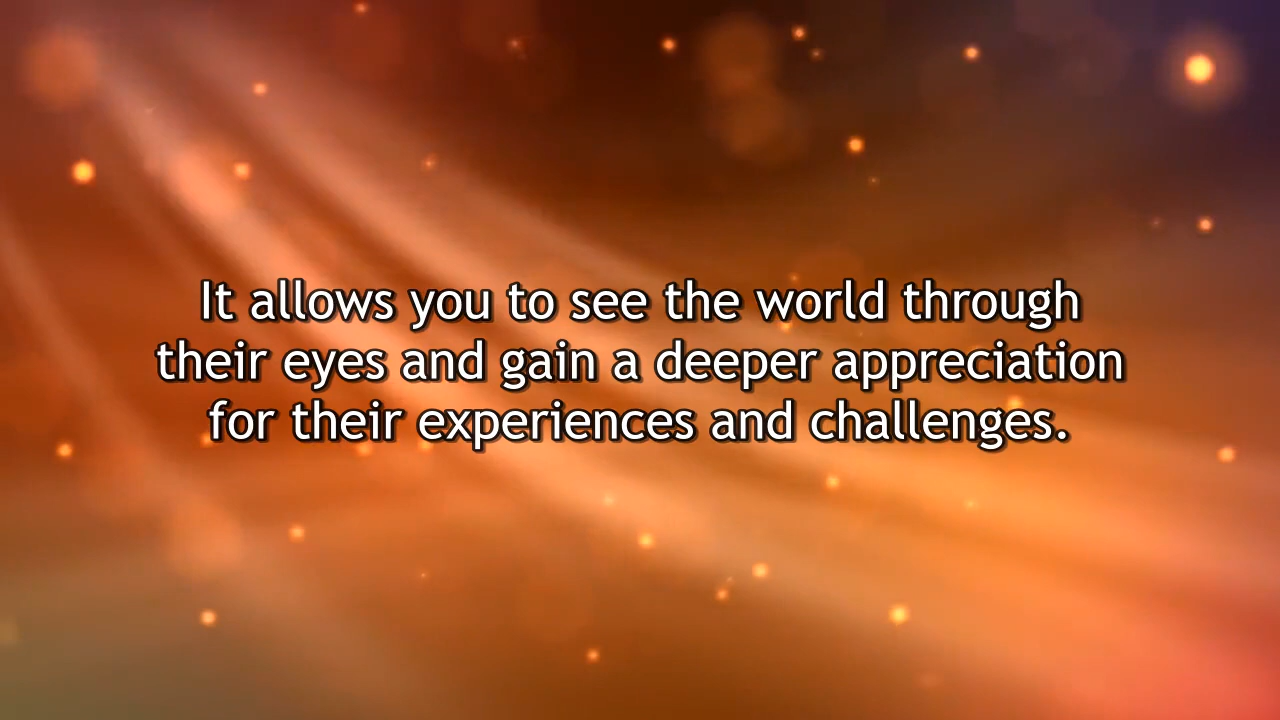 It allows you to see the world through
their eyes and gain a deeper appreciation
for their experiences and challenges.